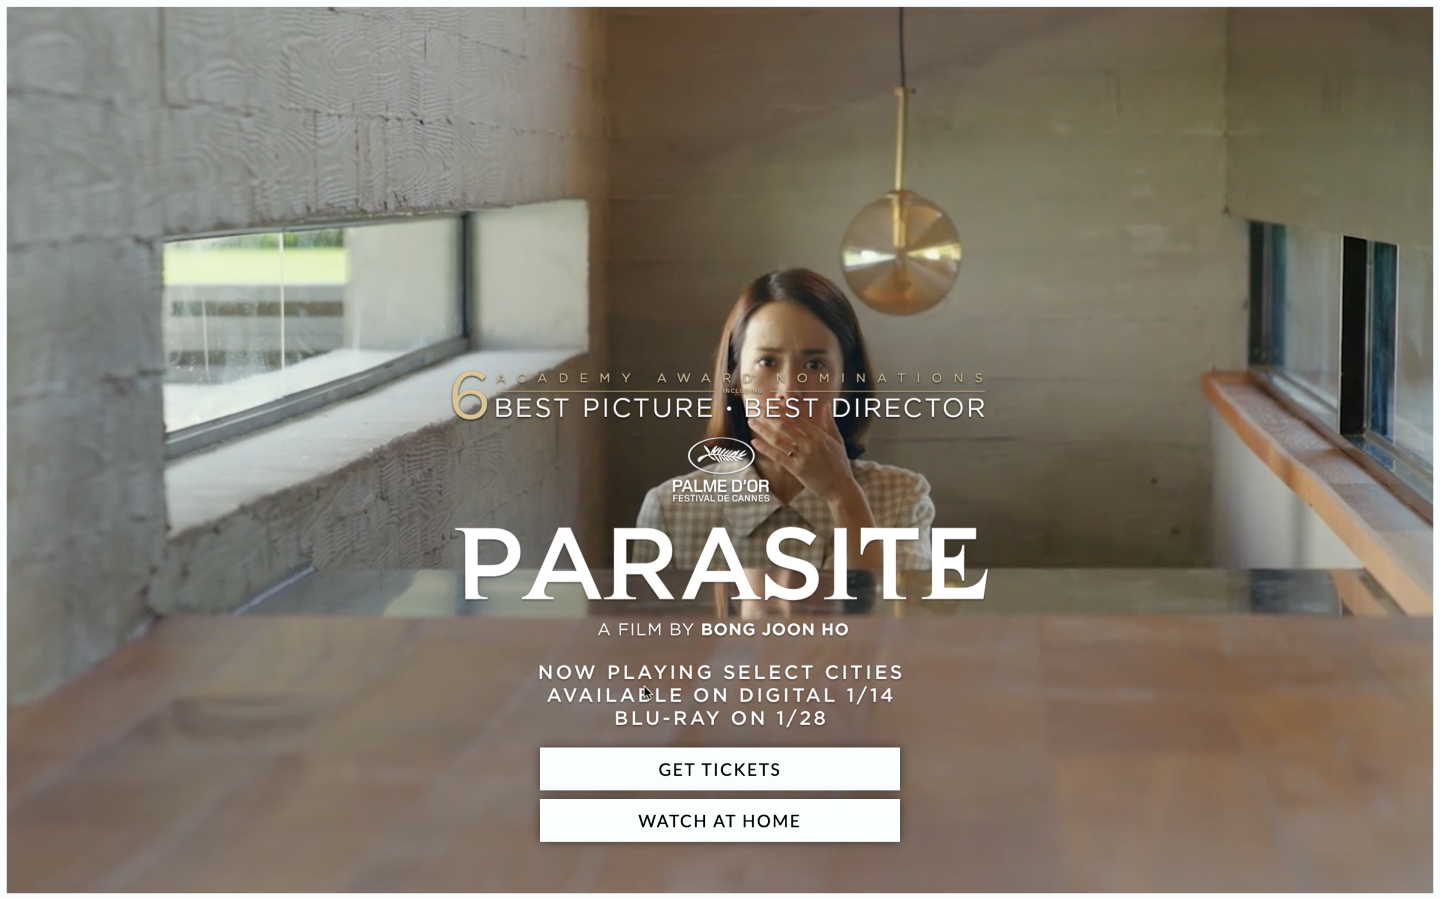 6 ACADEMY AWARD NOMINATIONS
INCLUDING
BEST PICTURE · BEST DIRECTOR
PALME D'OR
FESTIVAL DE CANNES
PARASITE
A FILM BY BONG JOON HO
NOW PLAYING SELECT CITIES
AVAILABLE ON DIGITAL 1/14
BLU-RAY ON 1/28
GET TICKETS
WATCH AT HOME